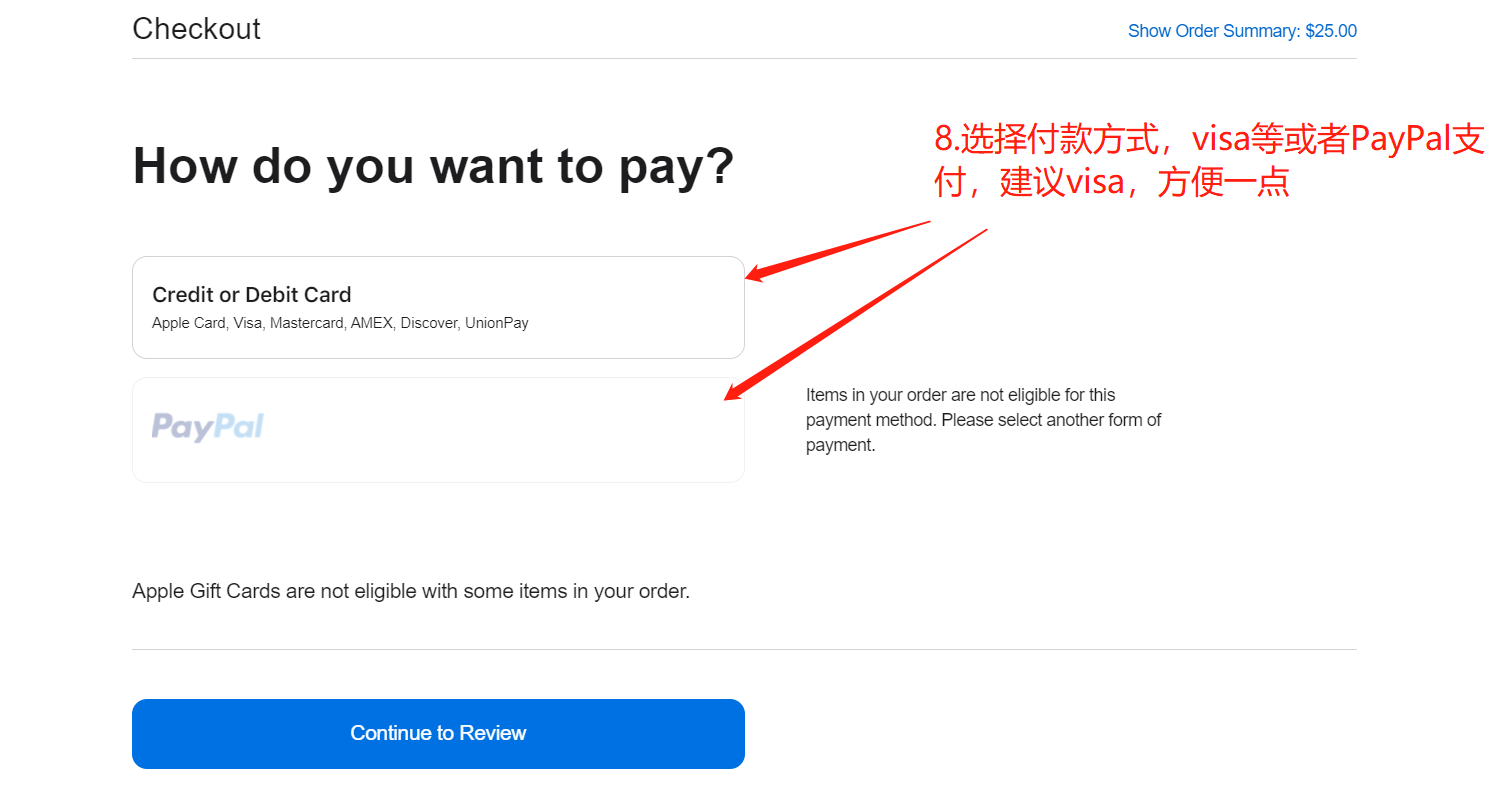 Checkout
Show Order Summary: $25.00
How do you want to pay?
8.选择付款方式，visa等或者PayPal支
付，建议visa，方便一点
Credit or Debit Card
Apple Card, Visa, Mastercard, AMEX, Discover, UnionPay
PayPal
Items in your order are not eligible for this
payment method. Please select another form of
payment.
Apple Gift Cards are not eligible with some items in your order.
Continue to Review